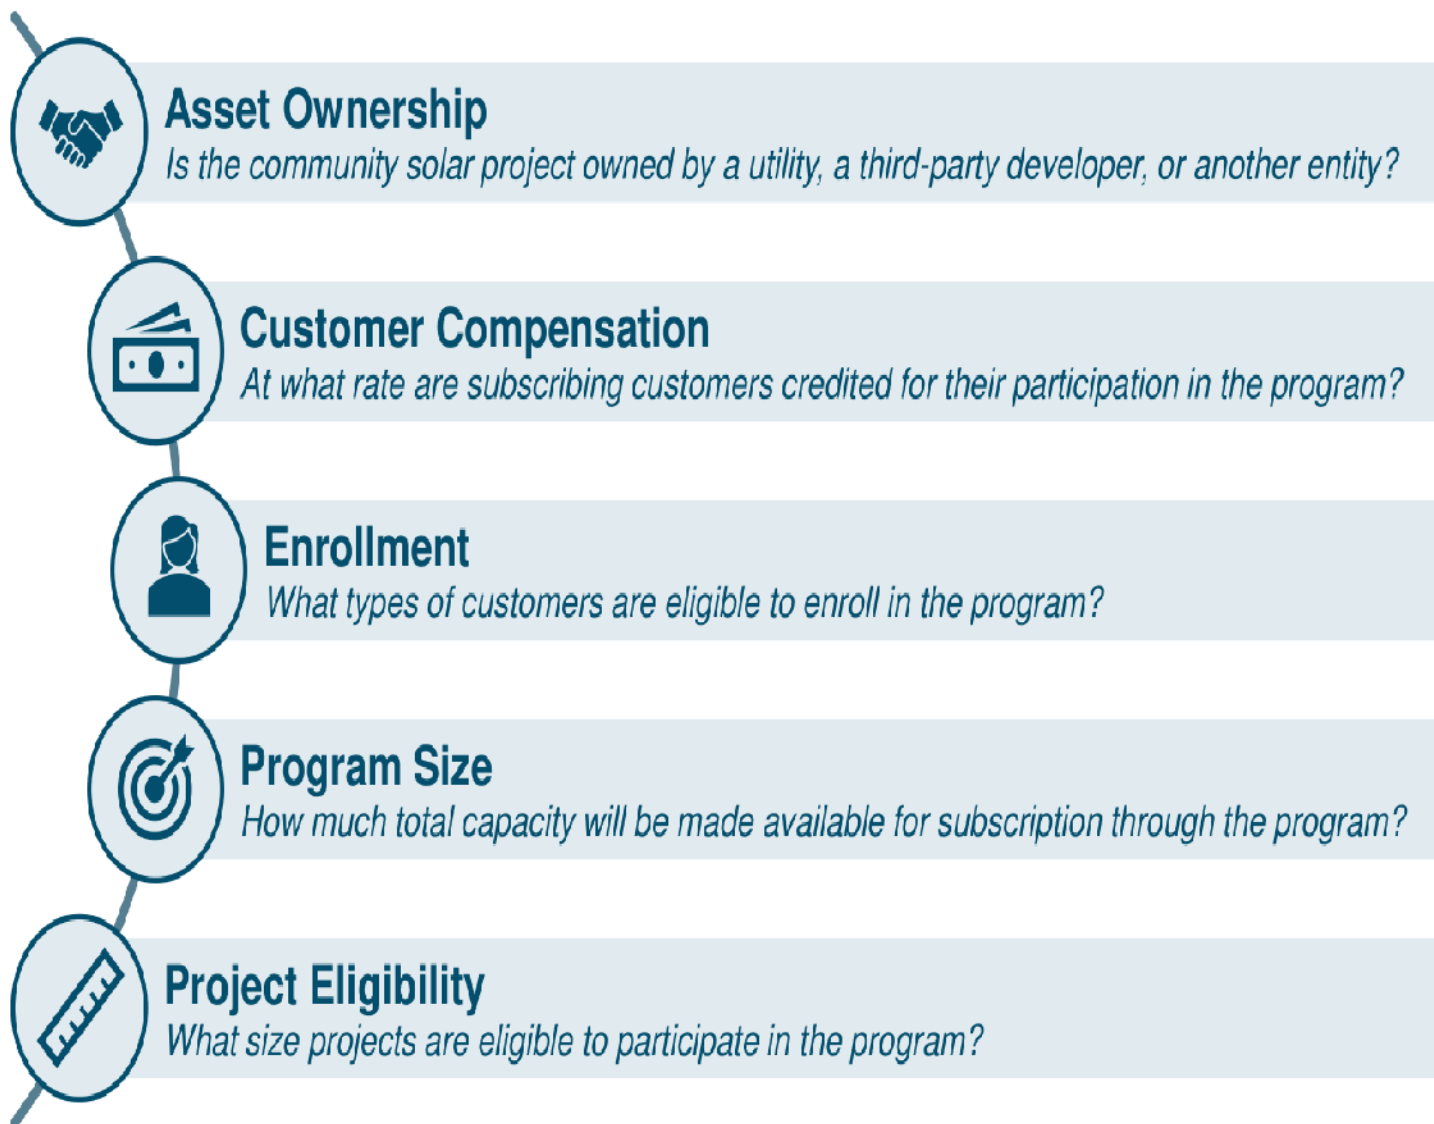 Asset Ownership
Is the community solar project owned by a utility, a third-party developer, or another entity?
Customer Compensation
At what rate are subscribing customers credited for their participation in the program?
Enrollment
What types of customers are eligible to enroll in the program?
Program Size
How much total capacity will be made available for subscription through the program?
Project Eligibility
What size projects are eligible to participate in the program?